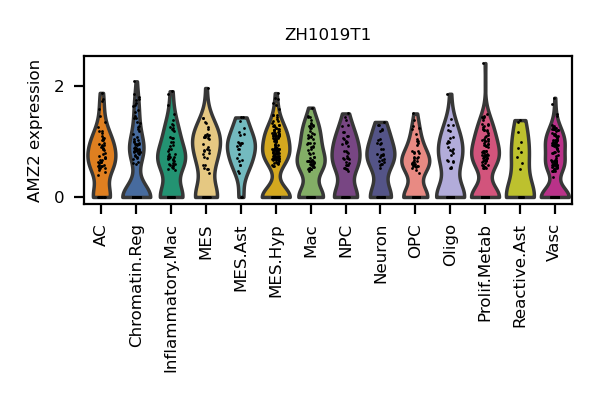 ZH1019T1
AMZ2 expression
2
0
AC
Chromatin.Reg
Inflammatory.Mac
MES
MES.Ast
MES.Hyp
Mac
NPC
Neuron
OPC
Oligo
Prolif.Metab
Reactive.Ast
Vasc